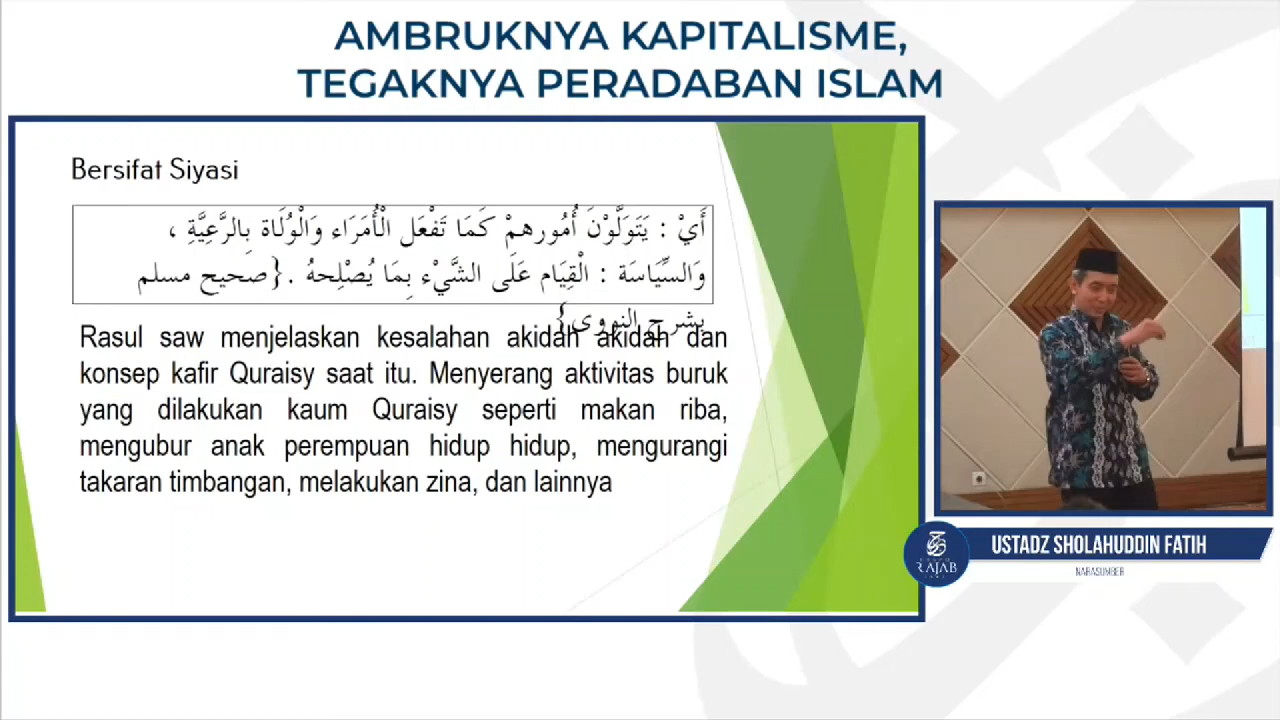 AMBRUKNYA KAPITALISME,
TEGAKNYA PERADABAN ISLAM
Bersifat Siyasi
أَيْ : يَتَوَلَّوْنَ أُمُورهمْ كَمَا تَفْعَل الْأُمَرَاء وَالْوُلَاة بِالرَّعِيَّةِ ،
وَالسِّيَاسَة : الْقِيَام عَلَى الشَّيْء بِمَا يُصْلِحهُ .{صحيح مسلم
بشرح النووي}
Rasul saw menjelaskan kesalahan akidah akidah dan
konsep kafir Quraisy saat itu. Menyerang aktivitas buruk
yang dilakukan kaum Quraisy seperti makan riba,
mengubur anak perempuan hidup hidup, mengurangi
takaran timbangan, melakukan zina, dan lainnya
USTADZ SHOLAHUDDIN FATIH
NARASUMBER
RAJAB